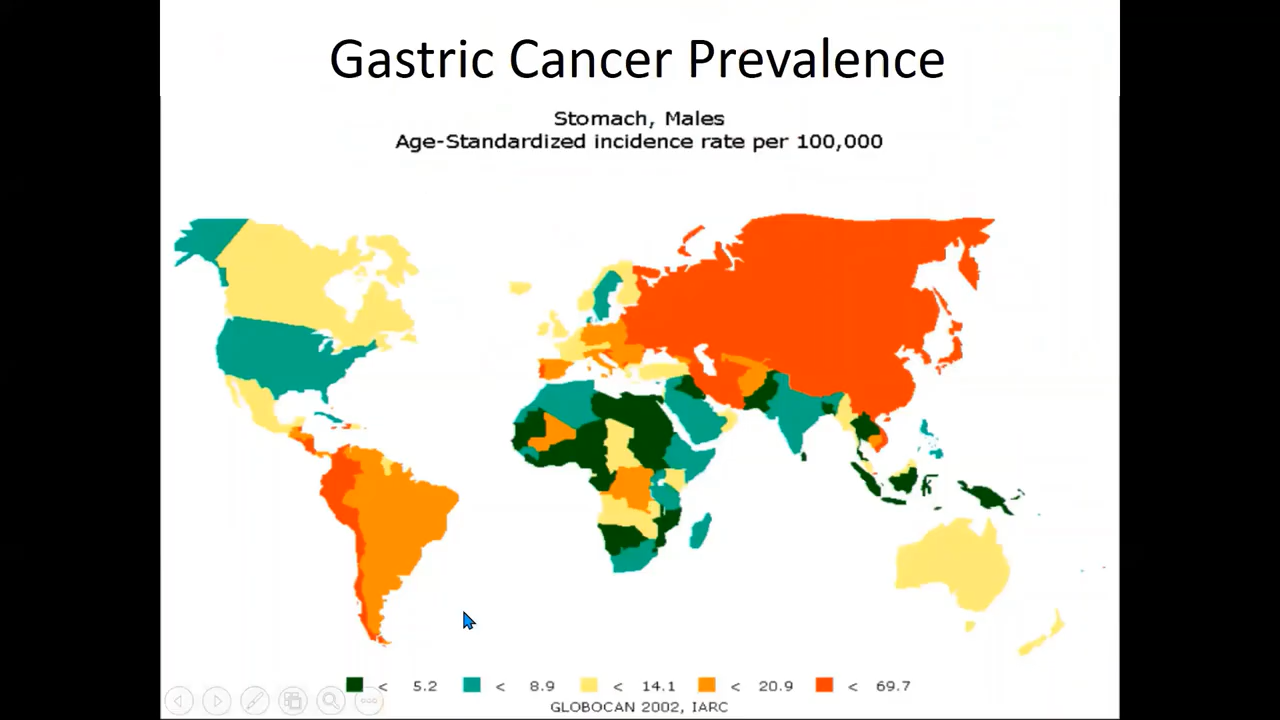 Gastric Cancer Prevalence
Stomach, Males
Age-Standardized incidence rate per 100,000
< 5.2 < 8.9 < 14.1 < 20.9 < 69.7
GLOBOCAN 2002, IARC